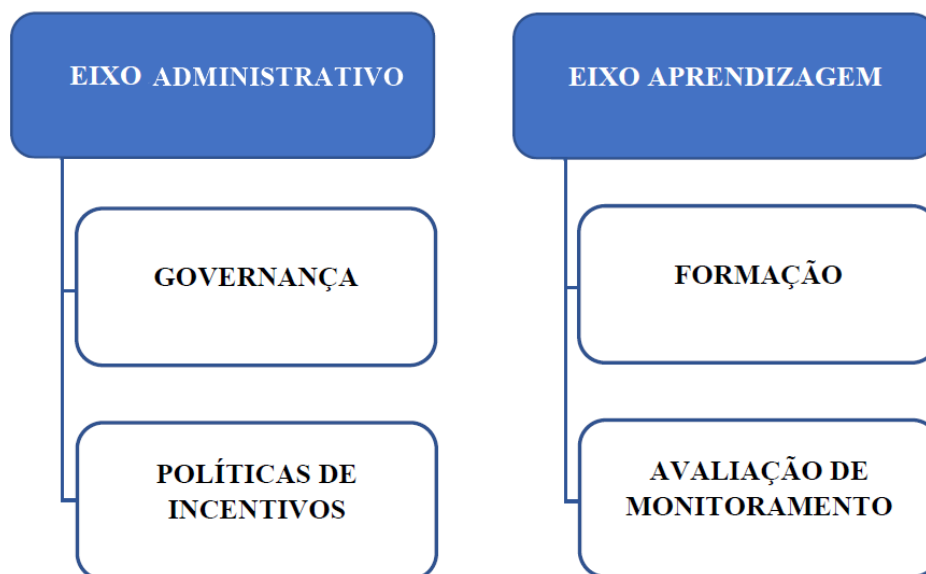 EIXO ADMINISTRATIVO
GOVERNANÇA
POLÍTICAS DE
INCENTIVOS
EIXO APRENDIZAGEM
FORMAÇÃO
AVALIAÇÃO DE
MONITORAMENTO